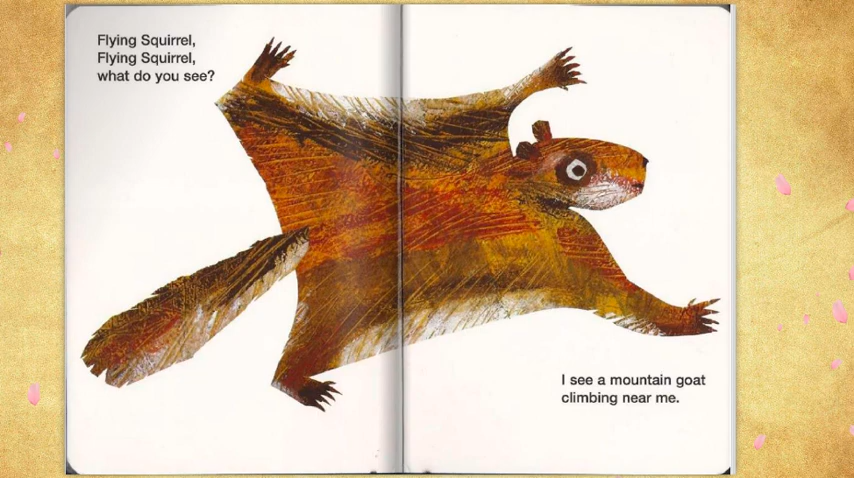 Flying Squirrel,
Flying Squirrel,
what do you see?
I see a mountain goat
climbing near me.